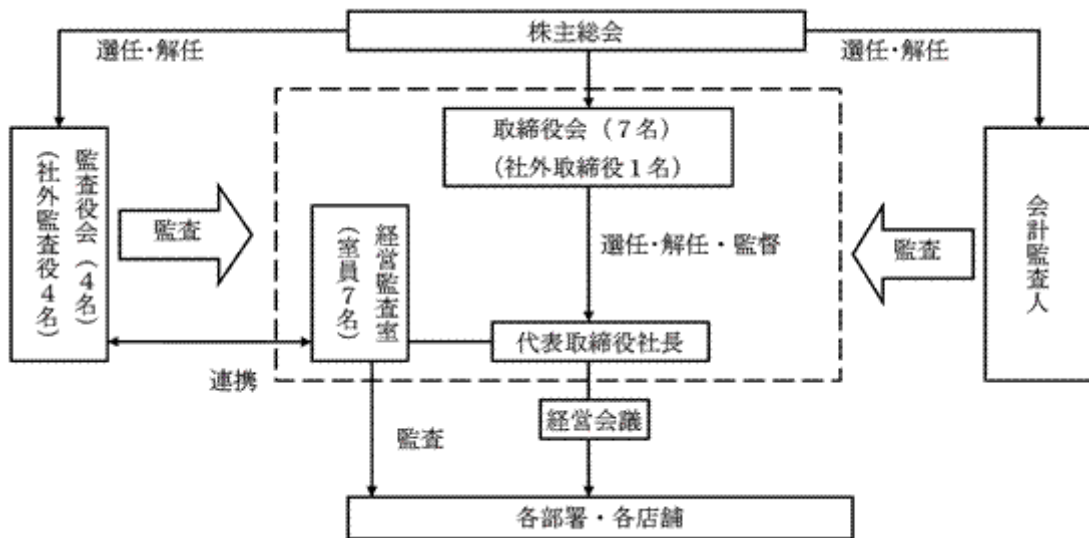 株主総会
選任･解任
選任･解任
取締役会（７名）
（社外取締役１名）
監査役会（４名）
（社外監査役４名）
監査
経営監査室
（室員７名）
選任･解任・監督
監査
会計監査人
代表取締役社長
連携
経営会議
監査
各部署・各店舗